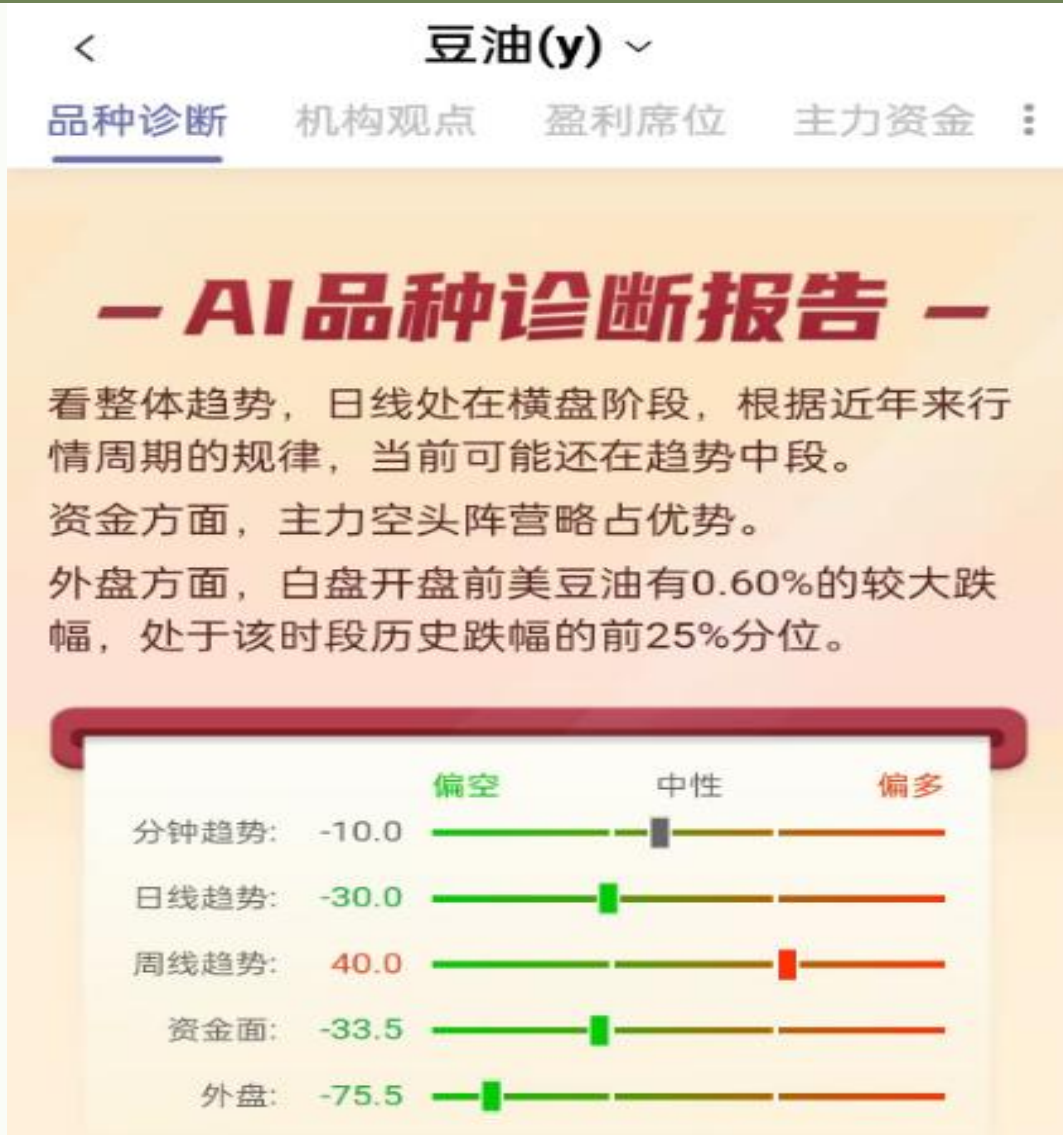 豆油(y)
品种诊断 机构观点 盈利席位 主力资金
— AI品种诊断报告 —
看整体趋势，日线处在横盘阶段，根据近年来行
情周期的规律，当前可能还在趋势中段。
资金方面，主力空头阵营略占优势。
外盘方面，白盘开盘前美豆油有0.60%的较大跌
幅，处于该时段历史跌幅的前25%分位。
偏空 中性 偏多
分钟趋势: -10.0
日线趋势: -30.0
周线趋势: 40.0
资金面: -33.5
外盘: -75.5